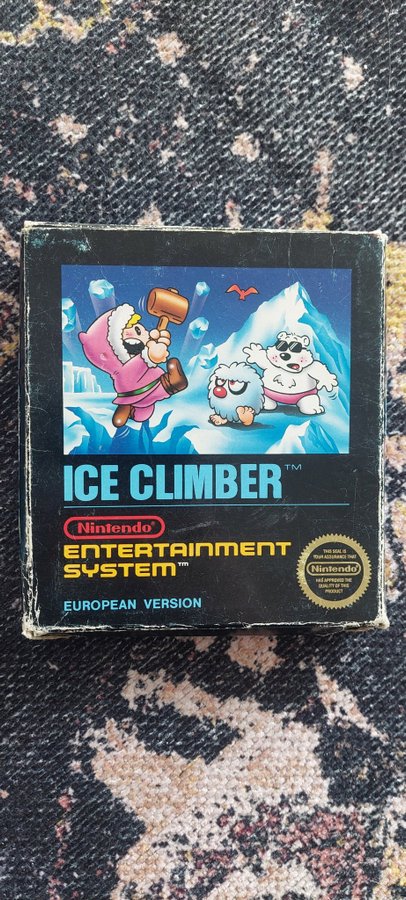 ICE CLIMBER™
Nintendo®
ENTERTAINMENT
SYSTEM™
EUROPEAN VERSION
THIS SEAL IS
YOUR ASSURANCE THAT
Nintendo®
HAS APPROVED THE
QUALITY OF THIS
PRODUCT